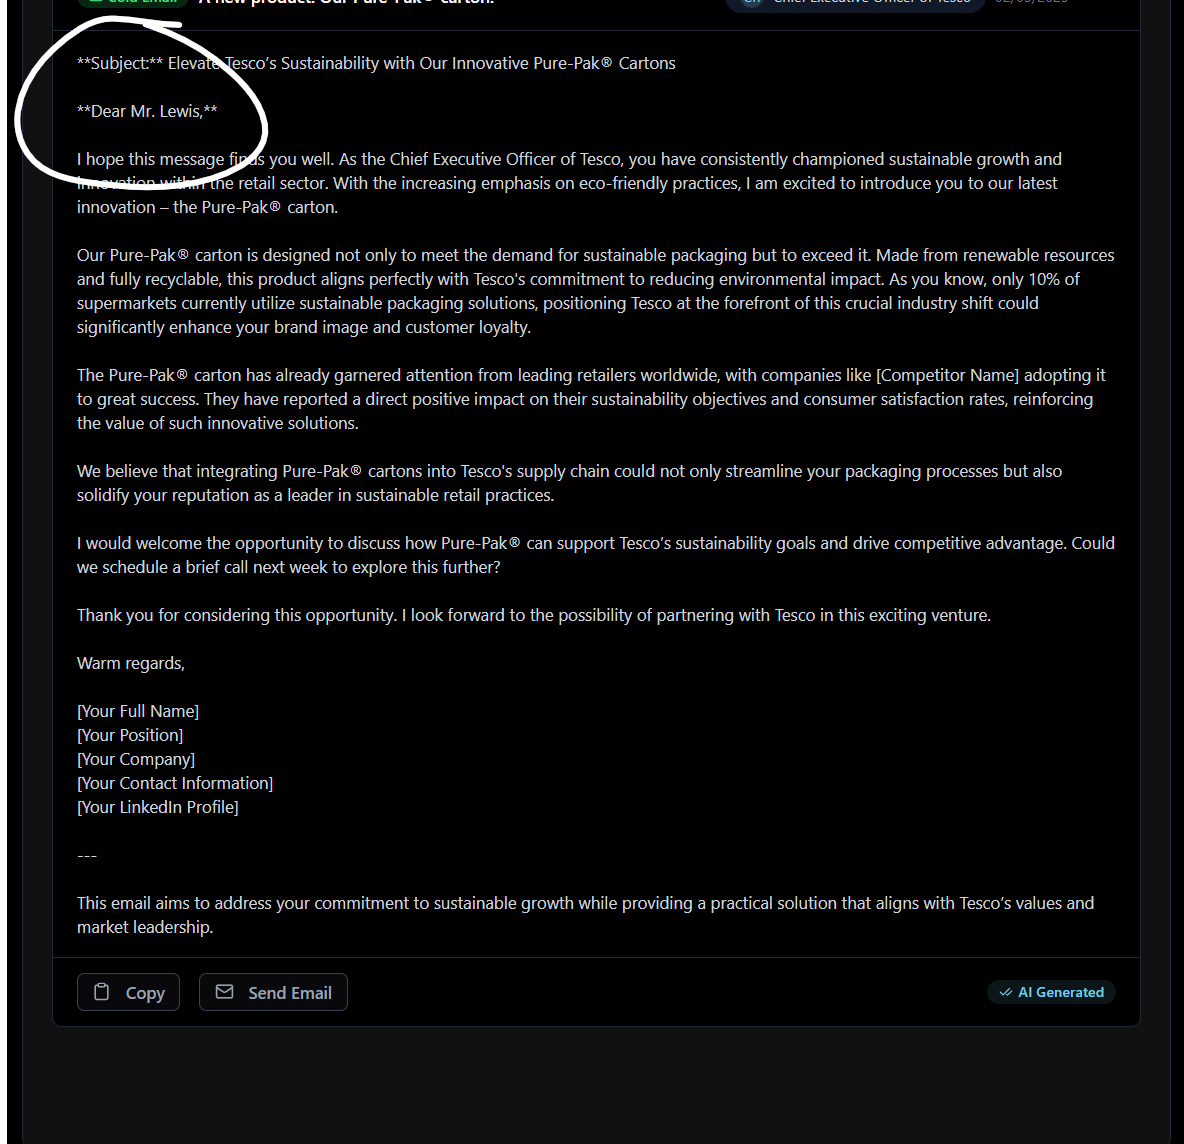 Cold Email A new product: Our Pure-Pak® carton. Chief Executive Officer of Tesco 02/03/2025
**Subject:** Elevate Tesco’s Sustainability with Our Innovative Pure-Pak® Cartons
**Dear Mr. Lewis,**
I hope this message finds you well. As the Chief Executive Officer of Tesco, you have consistently championed sustainable growth and
innovation within the retail sector. With the increasing emphasis on eco-friendly practices, I am excited to introduce you to our latest
innovation – the Pure-Pak® carton.
Our Pure-Pak® carton is designed not only to meet the demand for sustainable packaging but to exceed it. Made from renewable resources
and fully recyclable, this product aligns perfectly with Tesco's commitment to reducing environmental impact. As you know, only 10% of
supermarkets currently utilize sustainable packaging solutions, positioning Tesco at the forefront of this crucial industry shift could
significantly enhance your brand image and customer loyalty.
The Pure-Pak® carton has already garnered attention from leading retailers worldwide, with companies like [Competitor Name] adopting it
to great success. They have reported a direct positive impact on their sustainability objectives and consumer satisfaction rates, reinforcing
the value of such innovative solutions.
We believe that integrating Pure-Pak® cartons into Tesco's supply chain could not only streamline your packaging processes but also
solidify your reputation as a leader in sustainable retail practices.
I would welcome the opportunity to discuss how Pure-Pak® can support Tesco’s sustainability goals and drive competitive advantage. Could
we schedule a brief call next week to explore this further?
Thank you for considering this opportunity. I look forward to the possibility of partnering with Tesco in this exciting venture.
Warm regards,
[Your Full Name]
[Your Position]
[Your Company]
[Your Contact Information]
[Your LinkedIn Profile]
---
This email aims to address your commitment to sustainable growth while providing a practical solution that aligns with Tesco’s values and
market leadership.
Copy Send Email AI Generated